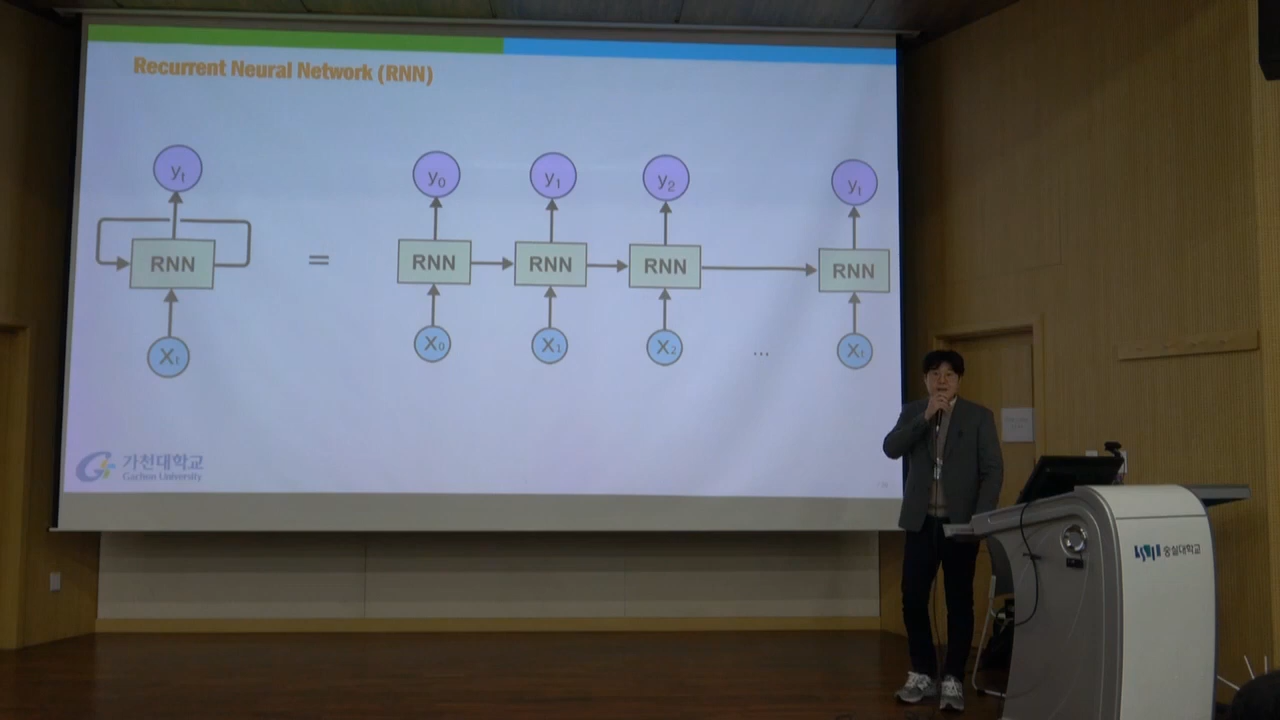 Recurrent Neural Network (RNN)
yt
y0
y1
y2
yt
RNN
=
RNN
RNN
RNN
RNN
Xt
X0
X1
X2
...
Xt
가천대학교
Gachon University
숭실대학교